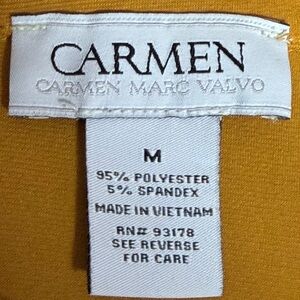 CARMEN
CARMEN MARC VALVO
M
95% POLYESTER
5% SPANDEX
MADE IN VIETNAM
RN# 93178
SEE REVERSE
FOR CARE